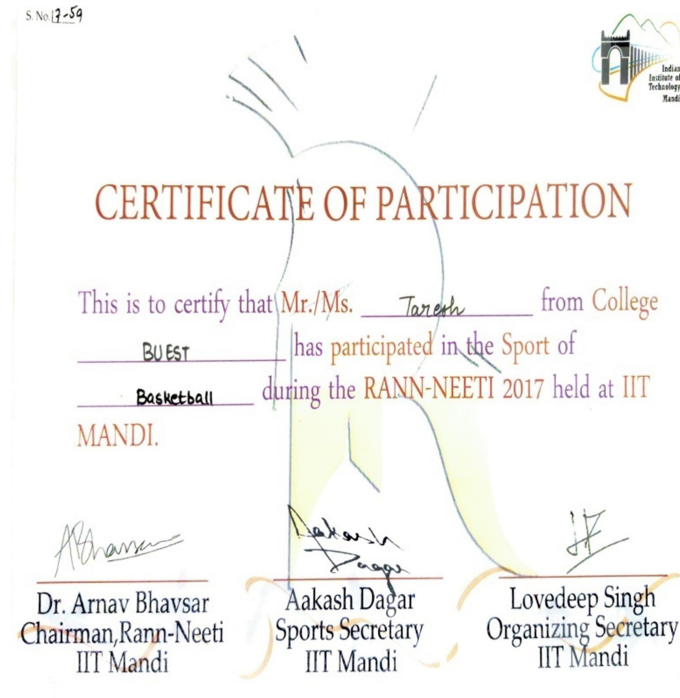 S. No. 17-59
Indian
Institute of
Technology
Mandi
CERTIFICATE OF PARTICIPATION
This is to certify that Mr./Ms. Taresh from College
BUEST has participated in the Sport of
Basketball during the RANN-NEETI 2017 held at IIT
MANDI.
Aakash
Dagar
Dr. Arnav Bhavsar Aakash Dagar Lovedeep Singh
Chairman,Rann-Neeti Sports Secretary Organizing Secretary
IIT Mandi IIT Mandi IIT Mandi